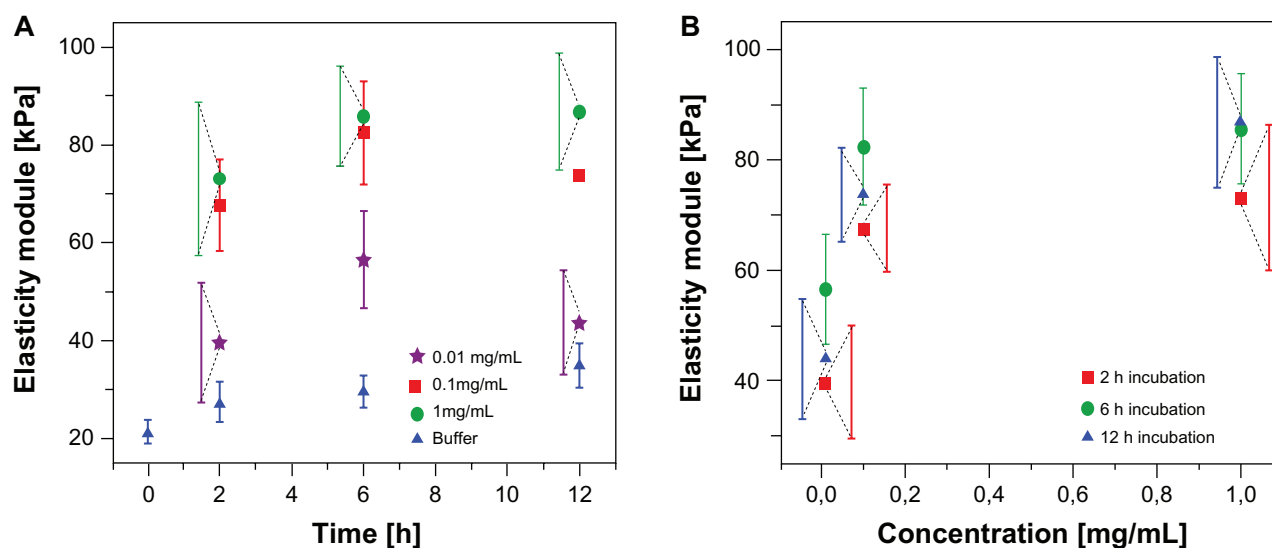 A
Elasticity module [kPa]
100
80
60
40
20
0
2
4
6
8
10
12
Time [h]
0.01 mg/mL
0.1mg/mL
1mg/mL
Buffer
B
Elasticity module [kPa]
100
80
60
40
0,0
0,2
0,4
0,6
0,8
1,0
Concentration [mg/mL]
2 h incubation
6 h incubation
12 h incubation